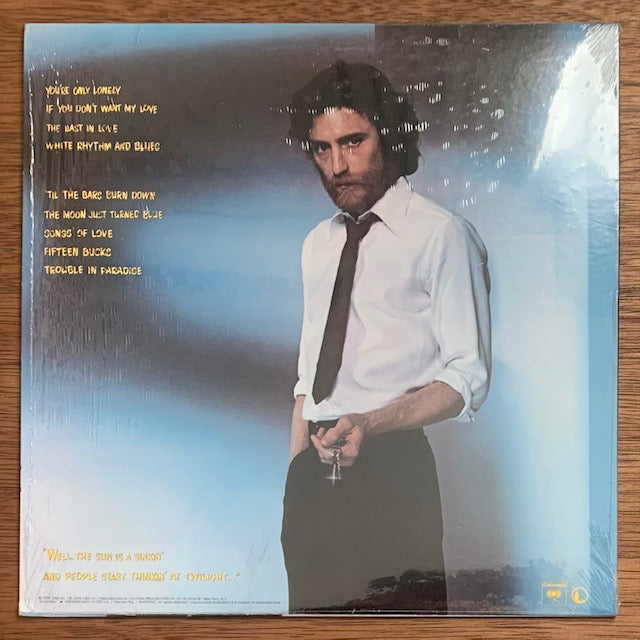 YOU'RE ONLY LONELY
IF YOU DON'T WANT MY LOVE
THE LAST IN LOVE
WHITE RHYTHM AND BLUES
'TIL THE BARS BURN DOWN
THE MOON JUST TURNED BLUE
SONGS OF LOVE
FIFTEEN BUCKS
TROUBLE IN PARADISE
"WELL, THE SUN IS A SINKIN'
AND PEOPLE START THINKIN' AT TWILIGHT..."
Columbia